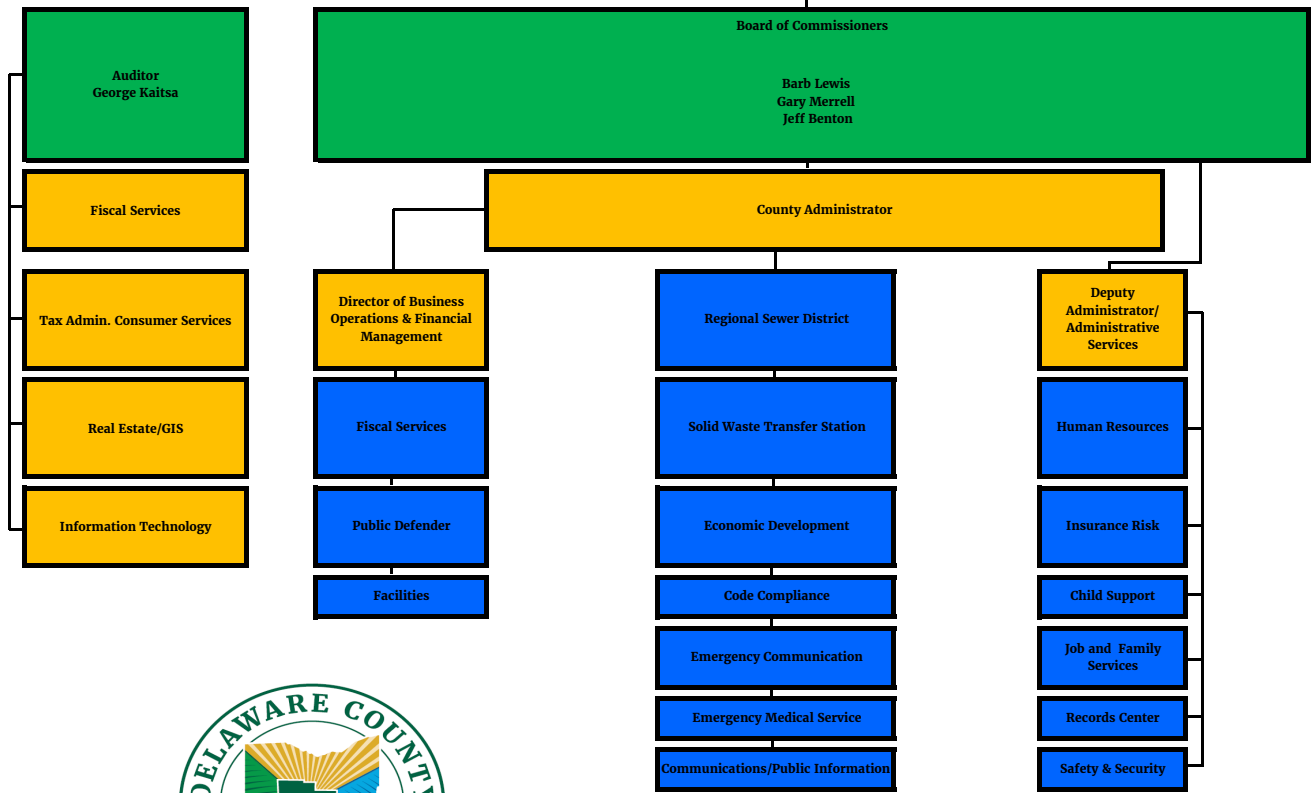 Auditor
George Kaitsa
Fiscal Services
Tax Admin. Consumer Services
Real Estate/GIS
Information Technology
Board of Commissioners
Barb Lewis
Gary Merrell
Jeff Benton
County Administrator
Director of Business
Operations & Financial
Management
Fiscal Services
Public Defender
Facilities
Regional Sewer District
Solid Waste Transfer Station
Economic Development
Code Compliance
Emergency Communication
Emergency Medical Service
Communications/Public Information
Deputy
Administrator/
Administrative
Services
Human Resources
Insurance Risk
Child Support
Job and  Family
Services
Records Center
Safety & Security
DELAWARE COUNTY